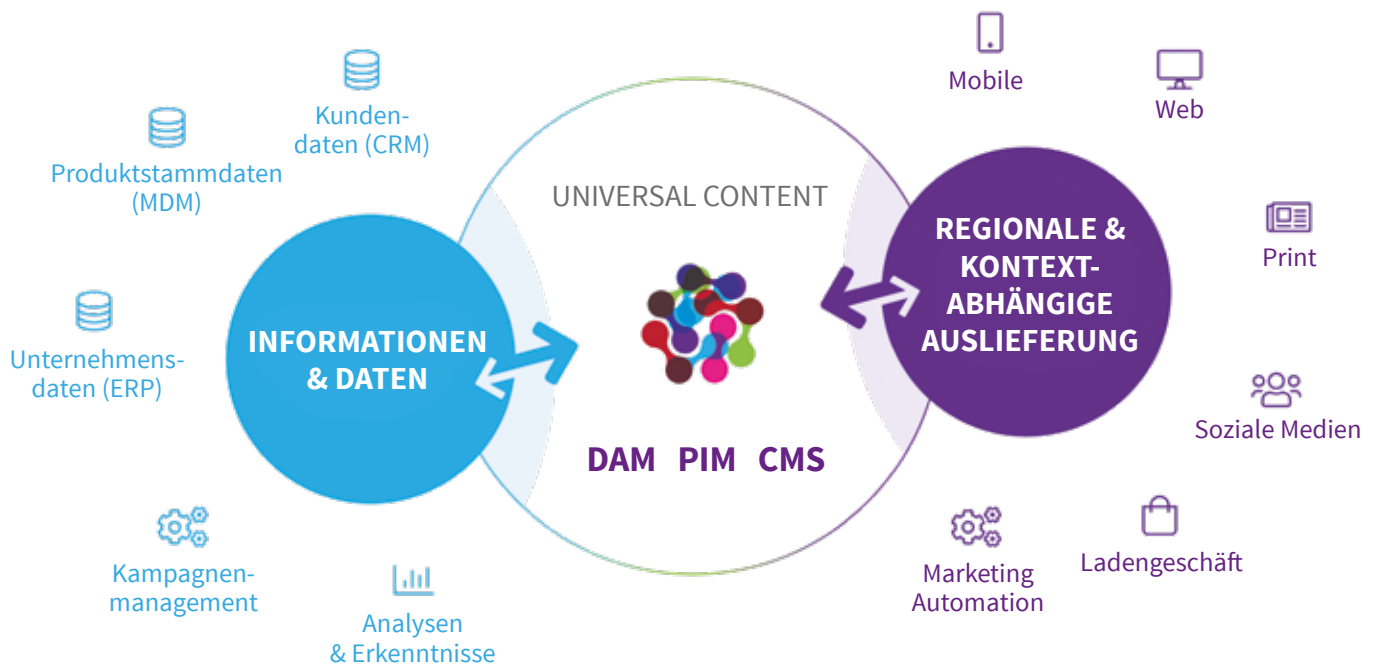 Kunden-
daten (CRM)
Produktstammdaten
(MDM)
Unternehmens-
daten (ERP)
Kampagnen-
management
Analysen
& Erkenntnisse
INFORMATIONEN
& DATEN
UNIVERSAL CONTENT
DAM PIM CMS
REGIONALE &
KONTEXT-
ABHÄNGIGE
AUSLIEFERUNG
Mobile
Web
Print
Soziale Medien
Ladengeschäft
Marketing
Automation